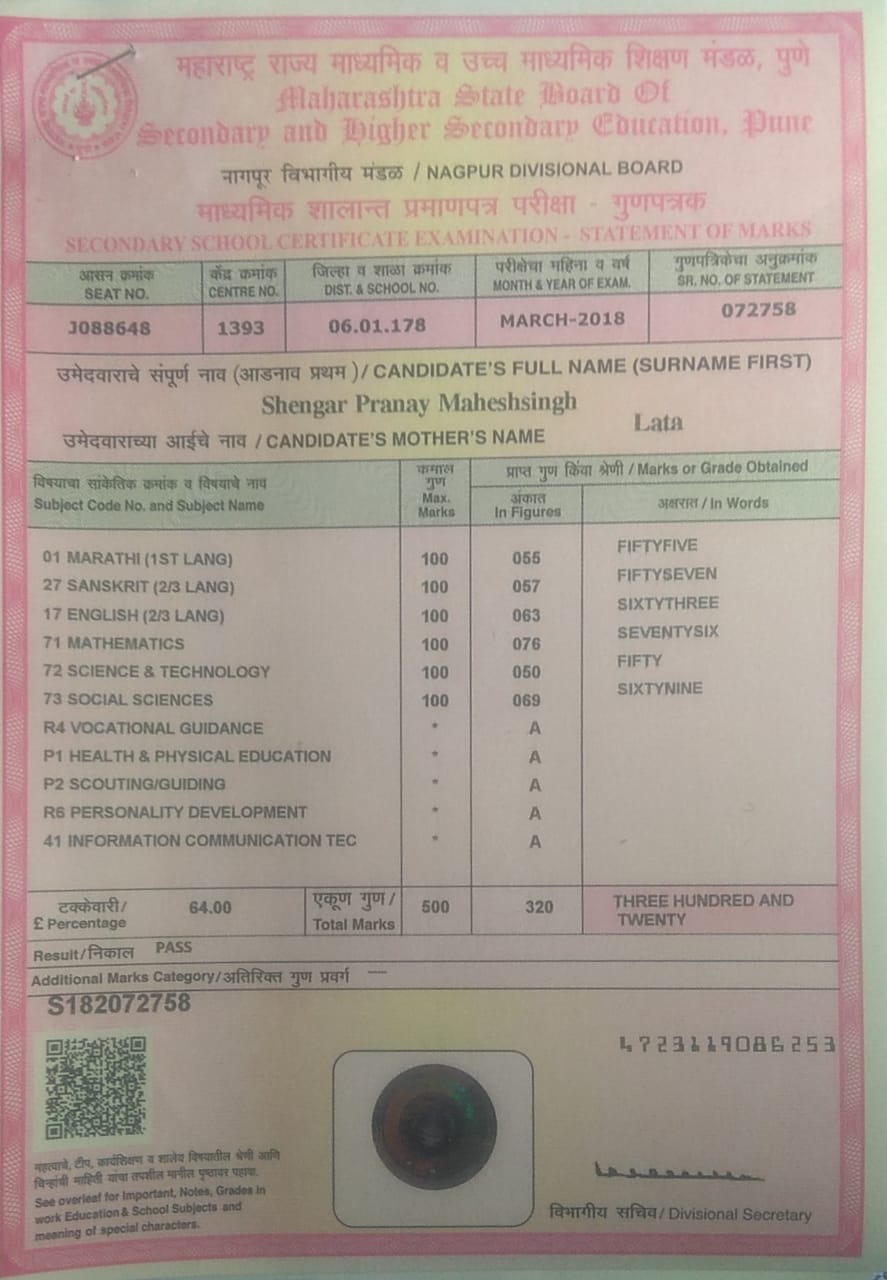 महाराष्ट्र राज्य माध्यमिक व उच्च माध्यमिक शिक्षण मंडळ, पुणे
Maharashtra State Board Of
Secondary and Higher Secondary Education, Pune
नागपूर विभागीय मंडळ / NAGPUR DIVISIONAL BOARD
माध्यमिक शालान्त प्रमाणपत्र परीक्षा - गुणपत्रक
SECONDARY SCHOOL CERTIFICATE EXAMINATION - STATEMENT OF MARKS
आसन क्रमांक केंद्र क्रमांक जिल्हा व शाळा क्रमांक परीक्षेचा महिना व वर्ष गुणपत्रिकेचा अनुक्रमांक
SEAT NO. CENTRE NO. DIST. & SCHOOL NO. MONTH & YEAR OF EXAM. SR. NO. OF STATEMENT
J088648 1393 06.01.178 MARCH-2018 072758
उमेदवाराचे संपूर्ण नाव (आडनाव प्रथम )/ CANDIDATE'S FULL NAME (SURNAME FIRST)
Shengar Pranay Maheshsingh
उमेदवाराच्या आईचे नाव / CANDIDATE'S MOTHER'S NAME Lata
विषयाचा सांकेतिक क्रमांक व विषयाचे नाव कमाल गुण प्राप्त गुण किंवा श्रेणी / Marks or Grade Obtained
Subject Code No. and Subject Name Max. Marks अंकात In Figures अक्षरात / In Words
01 MARATHI (1ST LANG) 100 055 FIFTYFIVE
27 SANSKRIT (2/3 LANG) 100 057 FIFTYSEVEN
17 ENGLISH (2/3 LANG) 100 063 SIXTYTHREE
71 MATHEMATICS 100 076 SEVENTYSIX
72 SCIENCE & TECHNOLOGY 100 050 FIFTY
73 SOCIAL SCIENCES 100 069 SIXTYNINE
R4 VOCATIONAL GUIDANCE * A
P1 HEALTH & PHYSICAL EDUCATION * A
P2 SCOUTING/GUIDING * A
R6 PERSONALITY DEVELOPMENT * A
41 INFORMATION COMMUNICATION TEC * A
टक्केवारी/ 64.00 एकूण गुण / 500 320 THREE HUNDRED AND
£ Percentage Total Marks TWENTY
Result/निकाल PASS
Additional Marks Category/अतिरिक्त गुण प्रवर्ग ---
S182072758
4723119086253
महत्वाचे, टीप, कार्यशिक्षण व शालेय विषयातील श्रेणी आणि
चिन्हांची माहिती यांचा तपशील मागील पृष्ठावर पहावा.
See overleaf for Important, Notes, Grades in
work Education & School Subjects and
meaning of special characters.
विभागीय सचिव/ Divisional Secretary